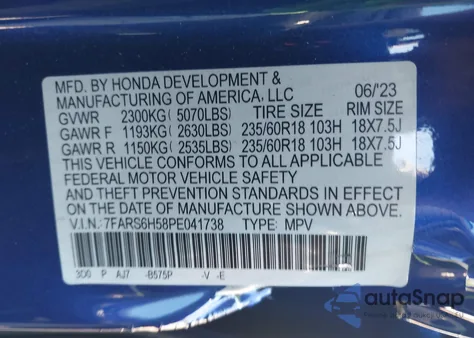 MFD. BY HONDA DEVELOPMENT &
MANUFACTURING OF AMERICA, LLC 06/'23
GVWR 2300KG( 5070LBS) TIRE SIZE RIM SIZE
GAWR F 1193KG( 2630LBS) 235/60R18 103H 18X7.5J
GAWR R 1150KG( 2535LBS) 235/60R18 103H 18X7.5J
THIS VEHICLE CONFORMS TO ALL APPLICABLE
FEDERAL MOTOR VEHICLE SAFETY
AND THEFT PREVENTION STANDARDS IN EFFECT
ON THE DATE OF MANUFACTURE SHOWN ABOVE.
V.I.N.:7FARS6H58PE041738 TYPE: MPV
3D0 P AJ7 -B575P -V -E
autoSnap